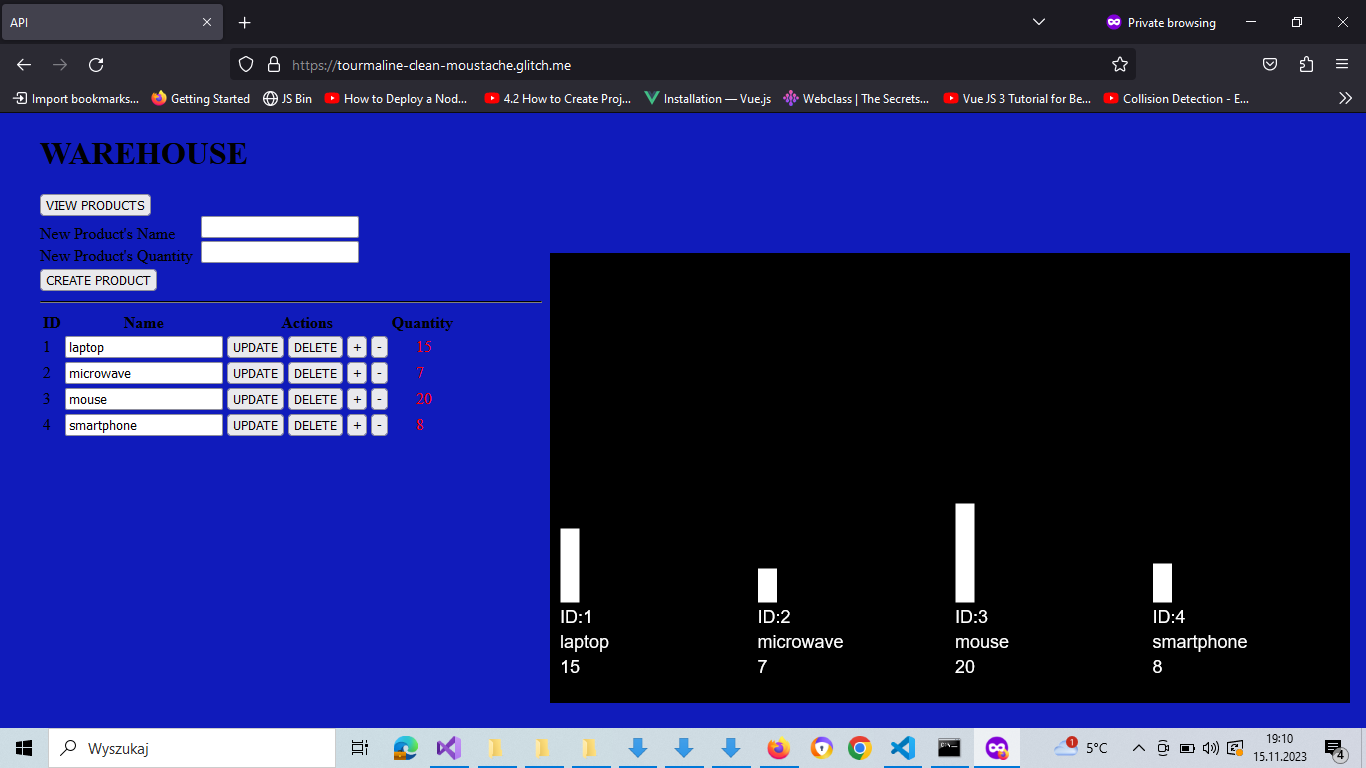 API
Private browsing
https://tourmaline-clean-moustache.glitch.me
Import bookmarks... Getting Started JS Bin How to Deploy a Nod... 4.2 How to Create Proj... Installation — Vue.js Webclass | The Secrets... Vue JS 3 Tutorial for Be... Collision Detection - E...
WAREHOUSE
VIEW PRODUCTS
New Product's Name
New Product's Quantity
CREATE PRODUCT
ID Name Actions Quantity
1 laptop UPDATE DELETE + - 15
2 microwave UPDATE DELETE + - 7
3 mouse UPDATE DELETE + - 20
4 smartphone UPDATE DELETE + - 8
ID:1 ID:2 ID:3 ID:4
laptop microwave mouse smartphone
15 7 20 8
Wyszukaj
1 5°C
19:10
15.11.2023
4